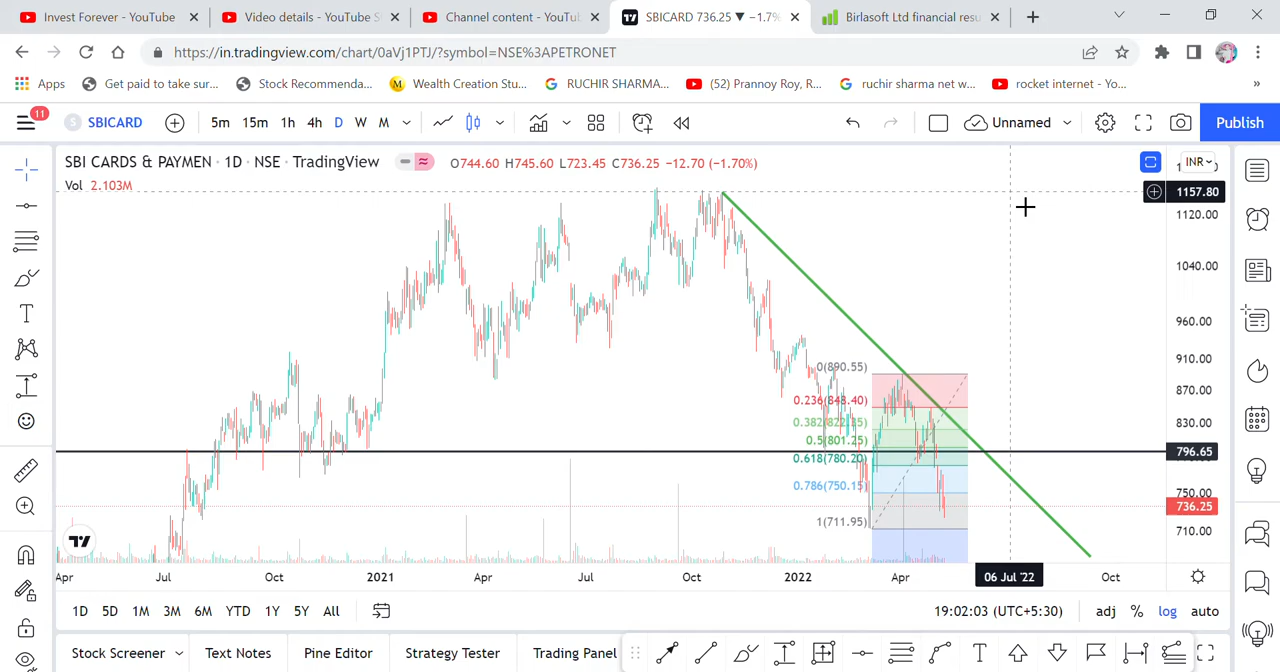 Invest Forever - YouTube
Video details - YouTube S
Channel content - YouTu
SBICARD 736.25 ▼ −1.7%
Birlasoft Ltd financial resu
https://in.tradingview.com/chart/0aVj1PTJ/?symbol=NSE%3APETRONET
Apps
Get paid to take sur...
Stock Recommenda...
M Wealth Creation Stu...
RUCHIR SHARMA...
(52) Prannoy Roy, R...
ruchir sharma net w...
rocket internet - Yo...
»
11
S SBICARD
5m 15m 1h 4h D W M
Unnamed
Publish
SBI CARDS & PAYMEN · 1D · NSE · TradingView
O744.60 H745.60 L723.45 C736.25 −12.70 (−1.70%)
INR
Vol 2.103M
1157.80
1120.00
1040.00
960.00
910.00
0(890.55)
870.00
0.236(848.40)
0.382(822.25)
830.00
0.5(801.25)
796.65
0.618(780.20)
0.786(750.15)
750.00
736.25
1(711.95)
710.00
Apr Jul Oct 2021 Apr Jul Oct 2022 Apr 06 Jul '22 Oct
1D 5D 1M 3M 6M YTD 1Y 5Y All
19:02:03 (UTC+5:30) adj % log auto
Stock Screener Text Notes Pine Editor Strategy Tester Trading Panel